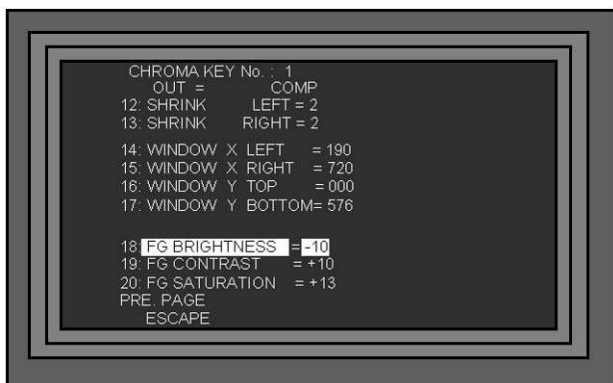 CHROMA KEY No. : 1
OUT = COMP
12: SHRINK LEFT = 2
13: SHRINK RIGHT = 2
14: WINDOW X LEFT = 190
15: WINDOW X RIGHT = 720
16: WINDOW Y TOP = 000
17: WINDOW Y BOTTOM= 576
18: FG BRIGHTNESS = -10
19: FG CONTRAST = +10
20: FG SATURATION = +13
PRE. PAGE
ESCAPE